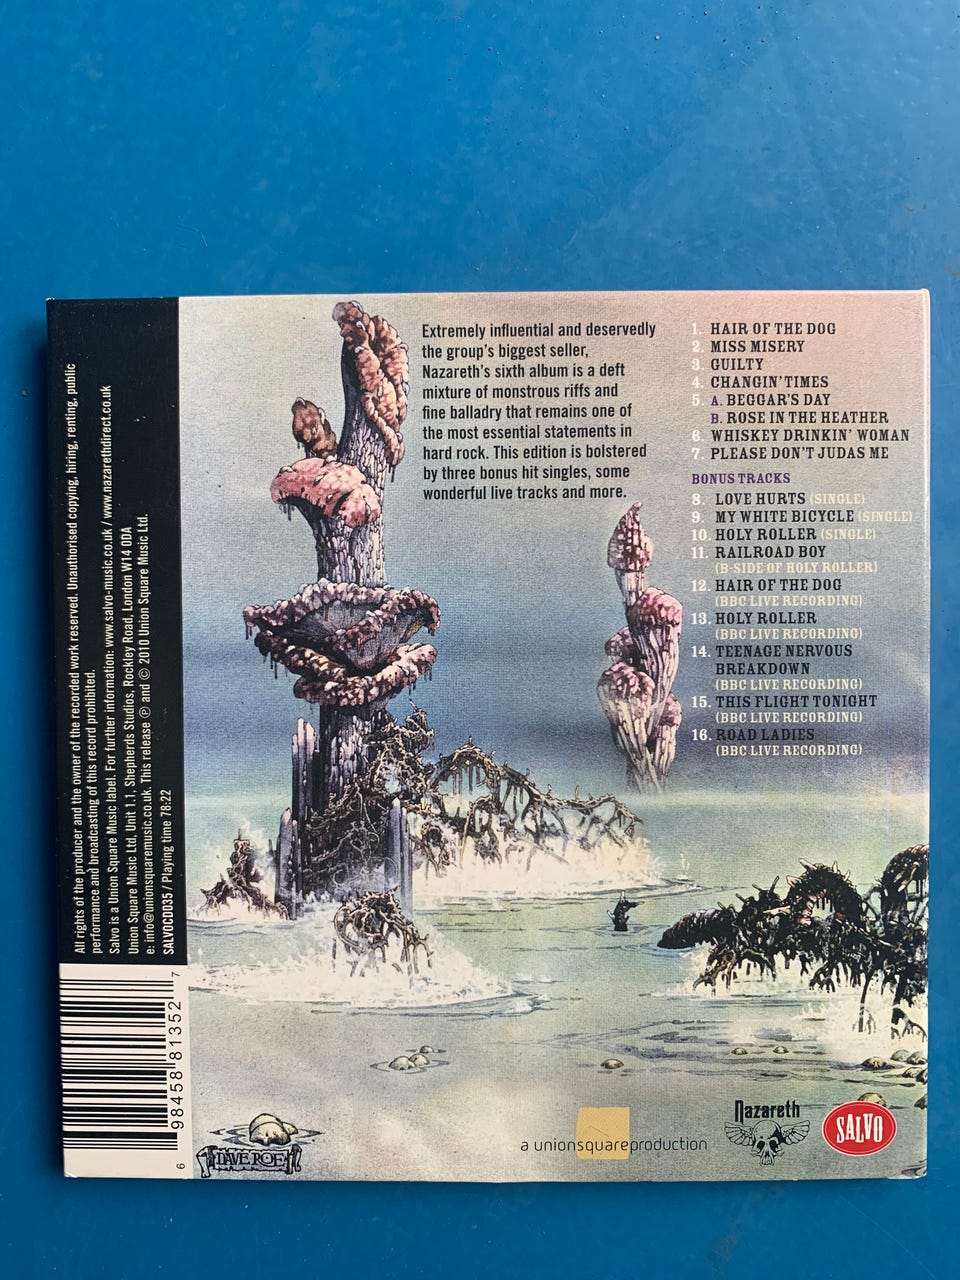 All rights of the producer and the owner of the recorded work reserved. Unauthorised copying, hiring, renting, public
performance and broadcasting of this record prohibited.
Salvo is a Union Square Music label. For further information: www.salvo-music.co.uk / www.nazarethdirect.co.uk
Union Square Music Ltd, Unit 1.1, Shepherds Studios, Rockley Road, London W14 0DA
e: info@unionsquaremusic.co.uk. This release ℗ and © 2010 Union Square Music Ltd.
SALVOCD035 / Playing time 78:22
6 98458 81352 7
Extremely influential and deservedly
the group's biggest seller,
Nazareth's sixth album is a deft
mixture of monstrous riffs and
fine balladry that remains one of
the most essential statements in
hard rock. This edition is bolstered
by three bonus hit singles, some
wonderful live tracks and more.
1. HAIR OF THE DOG
2. MISS MISERY
3. GUILTY
4. CHANGIN' TIMES
5. A. BEGGAR'S DAY
B. ROSE IN THE HEATHER
6. WHISKEY DRINKIN' WOMAN
7. PLEASE DON'T JUDAS ME
BONUS TRACKS
8. LOVE HURTS (SINGLE)
9. MY WHITE BICYCLE (SINGLE)
10. HOLY ROLLER (SINGLE)
11. RAILROAD BOY
(B-SIDE OF HOLY ROLLER)
12. HAIR OF THE DOG
(BBC LIVE RECORDING)
13. HOLY ROLLER
(BBC LIVE RECORDING)
14. TEENAGE NERVOUS
BREAKDOWN
(BBC LIVE RECORDING)
15. THIS FLIGHT TONIGHT
(BBC LIVE RECORDING)
16. ROAD LADIES
(BBC LIVE RECORDING)
DAVE ROE
a unionsquareproduction
Nazareth
SALVO